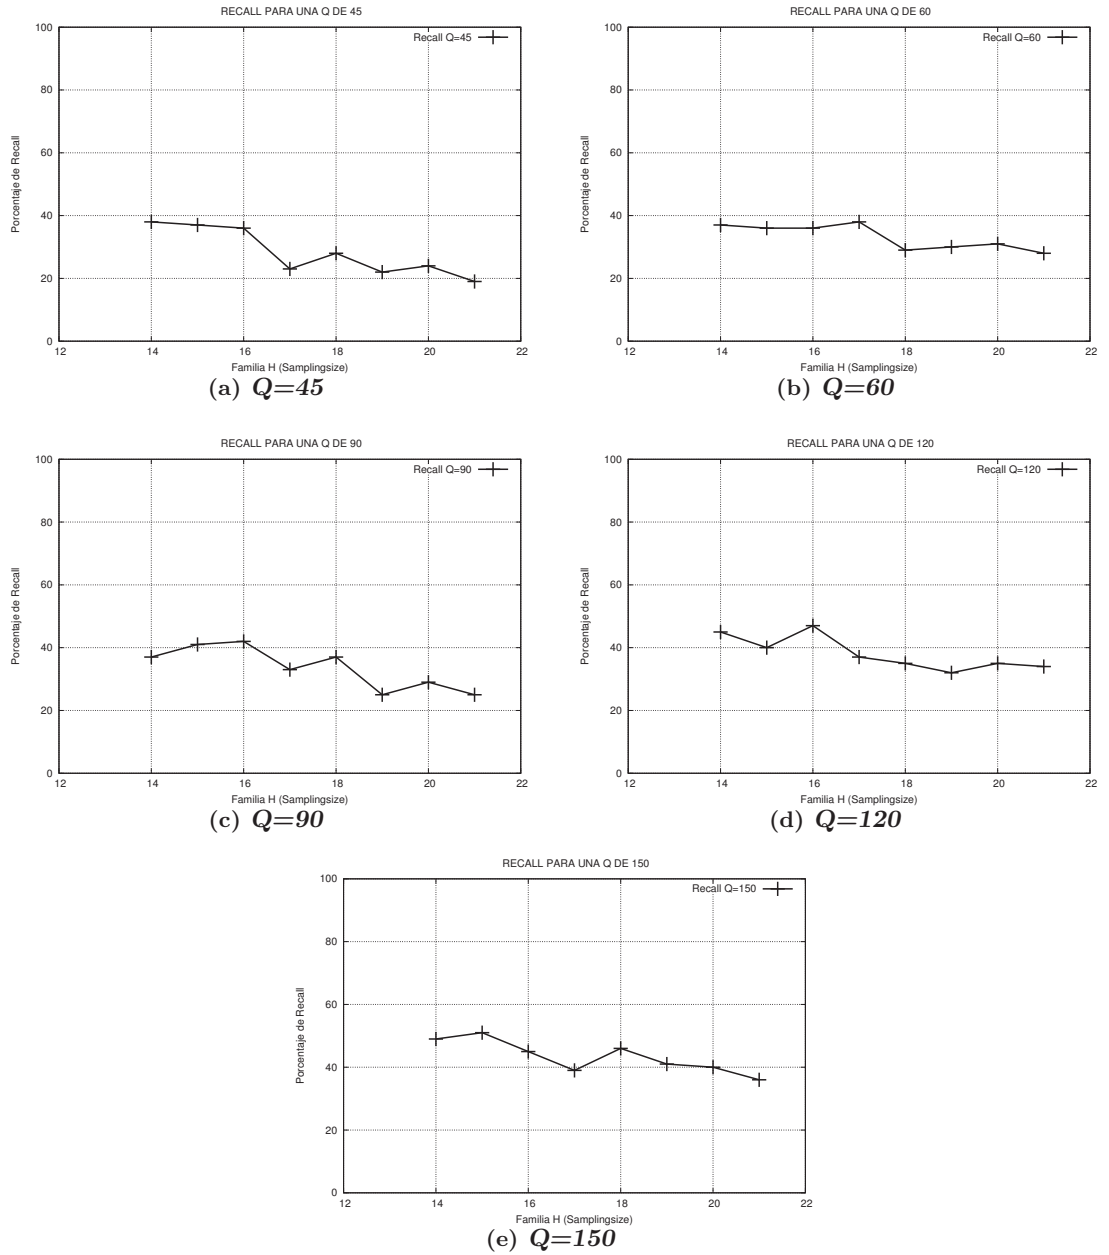 RECALL PARA UNA Q DE 45
Recall Q=45
Porcentaje de Recall
100
80
60
40
20
0
12 14 16 18 20 22
Familia H (Samplingsize)
(a) Q=45
RECALL PARA UNA Q DE 60
Recall Q=60
Porcentaje de Recall
100
80
60
40
20
0
12 14 16 18 20 22
Familia H (Samplingsize)
(b) Q=60
RECALL PARA UNA Q DE 90
Recall Q=90
Porcentaje de Recall
100
80
60
40
20
0
12 14 16 18 20 22
Familia H (Samplingsize)
(c) Q=90
RECALL PARA UNA Q DE 120
Recall Q=120
Porcentaje de Recall
100
80
60
40
20
0
12 14 16 18 20 22
Familia H (Samplingsize)
(d) Q=120
RECALL PARA UNA Q DE 150
Recall Q=150
Porcentaje de Recall
100
80
60
40
20
0
12 14 16 18 20 22
Familia H (Samplingsize)
(e) Q=150